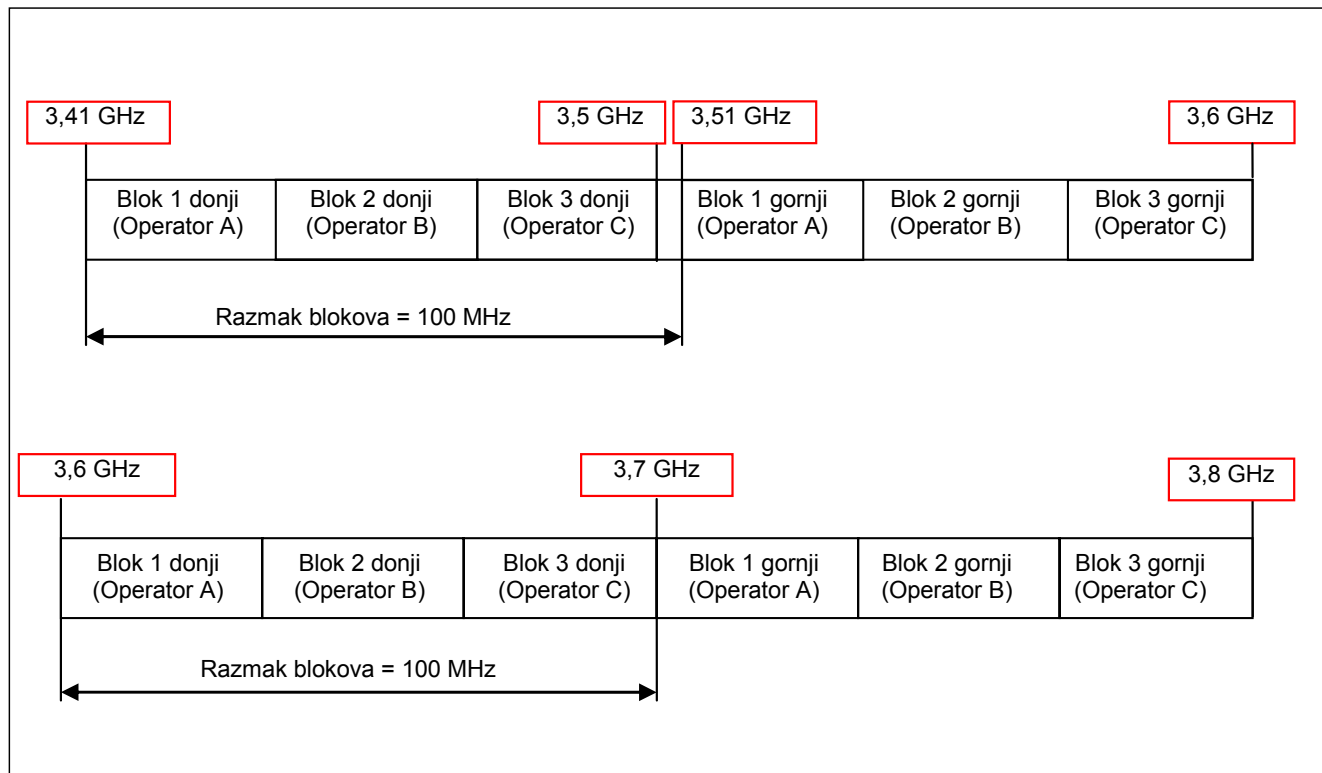 3,41 GHz
3,5 GHz
3,51 GHz
3,6 GHz
Blok 1 donji
(Operator A)
Blok 2 donji
(Operator B)
Blok 3 donji
(Operator C)
Blok 1 gornji
(Operator A)
Blok 2 gornji
(Operator B)
Blok 3 gornji
(Operator C)
Razmak blokova = 100 MHz
3,6 GHz
3,7 GHz
3,8 GHz
Blok 1 donji
(Operator A)
Blok 2 donji
(Operator B)
Blok 3 donji
(Operator C)
Blok 1 gornji
(Operator A)
Blok 2 gornji
(Operator B)
Blok 3 gornji
(Operator C)
Razmak blokova = 100 MHz